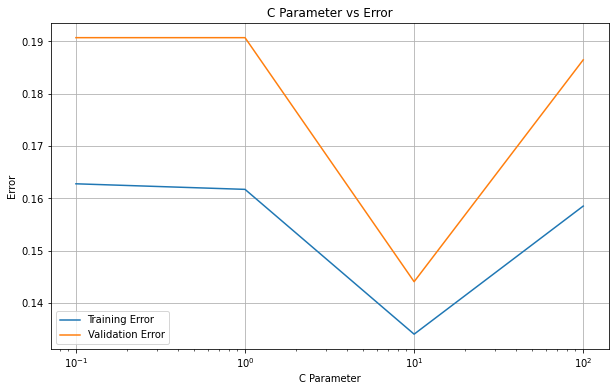 C Parameter vs Error
Error
0.19
0.18
0.17
0.16
0.15
0.14
Training Error
Validation Error
10⁻¹
10⁰
10¹
10²
C Parameter